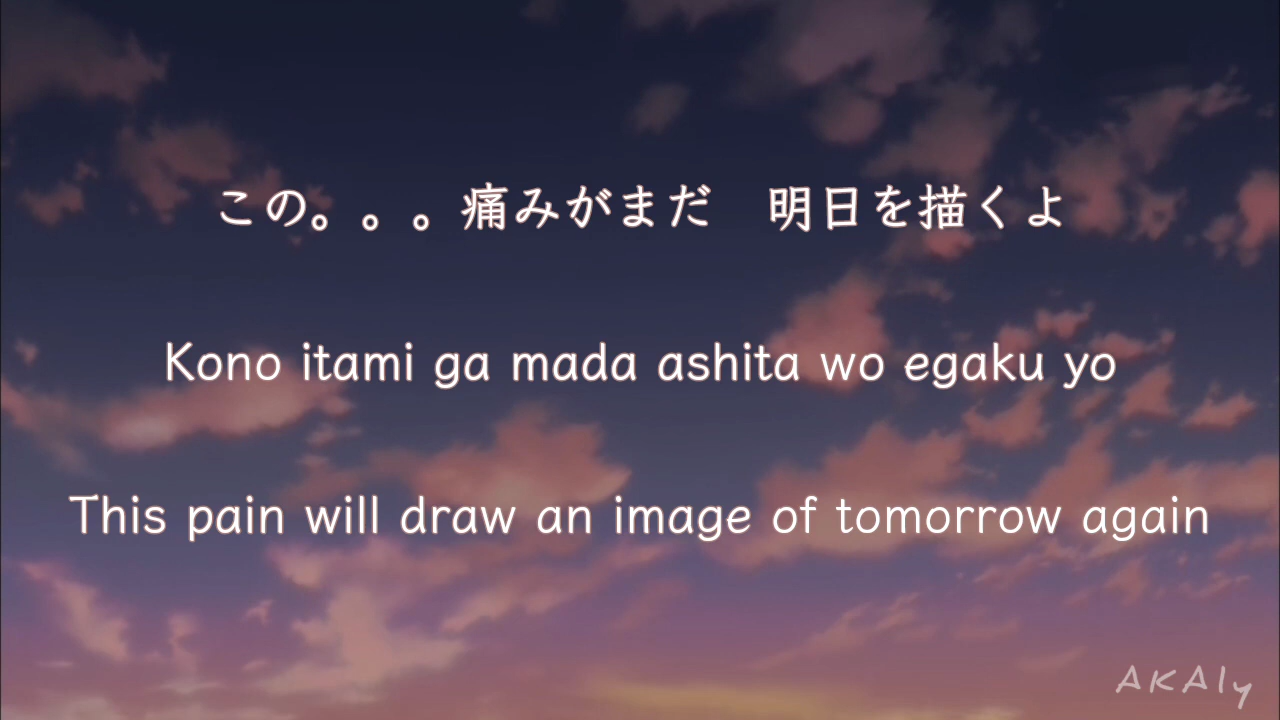 この。。。痛みがまだ　明日を描くよ
Kono itami ga mada ashita wo egaku yo
This pain will draw an image of tomorrow again
AKAly